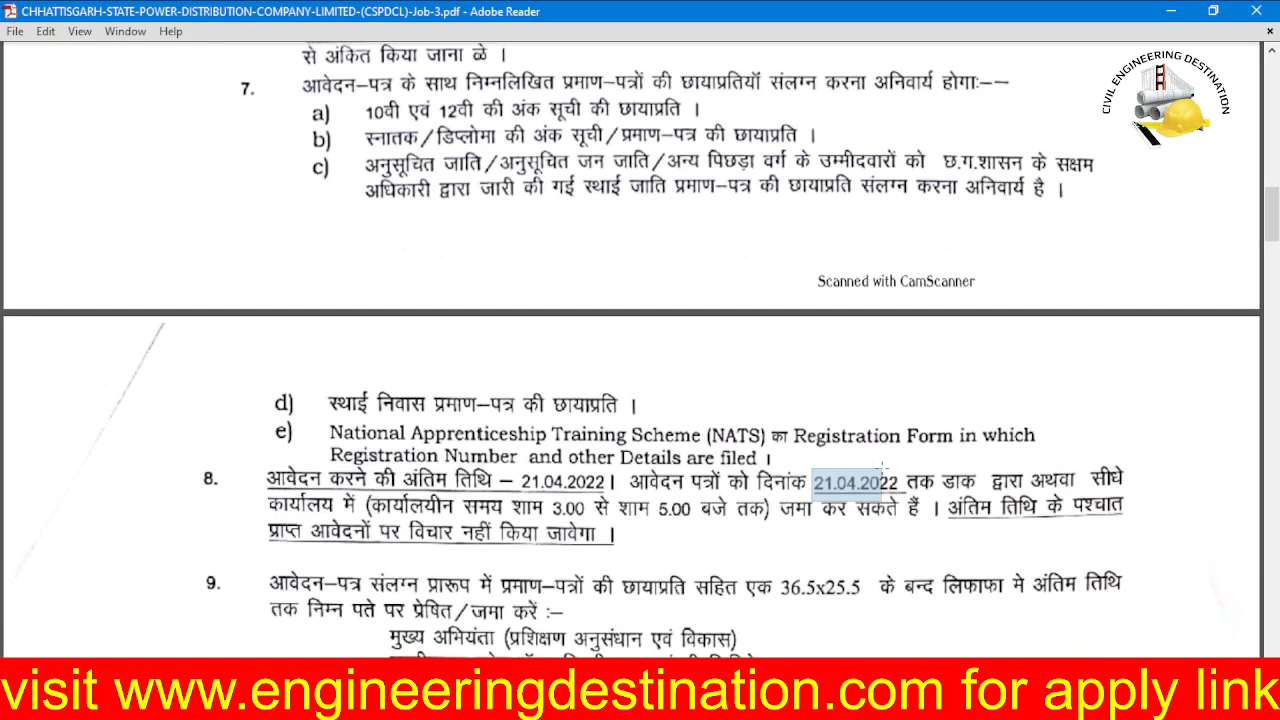 CHHATTISGARH-STATE-POWER-DISTRIBUTION-COMPANY-LIMITED-(CSPDCL)-Job-3.pdf - Adobe Reader
File Edit View Window Help
से अंकित किया जाना ळे ।
7. आवेदन–पत्र के साथ निम्नलिखित प्रमाण–पत्रों की छायाप्रतियॉ संलग्न करना अनिवार्य होगाः––
a) 10वी एवं 12वी की अंक सूची की छायाप्रति ।
b) स्नातक/डिप्लोमा की अंक सूची/प्रमाण–पत्र की छायाप्रति ।
c) अनुसूचित जाति/अनुसूचित जन जाति/अन्य पिछड़ा वर्ग के उम्मीदवारों को छ.ग.शासन के सक्षम
अधिकारी द्वारा जारी की गई स्थाई जाति प्रमाण–पत्र की छायाप्रति संलग्न करना अनिवार्य है ।
CIVIL ENGINEERING DESTINATION
Scanned with CamScanner
d) स्थाई निवास प्रमाण–पत्र की छायाप्रति ।
e) National Apprenticeship Training Scheme (NATS) का Registration Form in which
Registration Number and other Details are filed ।
8. आवेदन करने की अंतिम तिथि – 21.04.2022। आवेदन पत्रों को दिनांक 21.04.2022 तक डाक द्वारा अथवा सीधे
कार्यालय में (कार्यालयीन समय शाम 3.00 से शाम 5.00 बजे तक) जमा कर सकते हैं । अंतिम तिथि के पश्चात
प्राप्त आवेदनों पर विचार नहीं किया जावेगा ।
9. आवेदन–पत्र संलग्न प्रारूप में प्रमाण–पत्रों की छायाप्रति सहित एक 36.5x25.5 के बन्द लिफाफा मे अंतिम तिथि
तक निम्न पते पर प्रेषित/जमा करें :–
मुख्य अभियंता (प्रशिक्षण अनुसंधान एवं विकास)
visit www.engineeringdestination.com for apply link